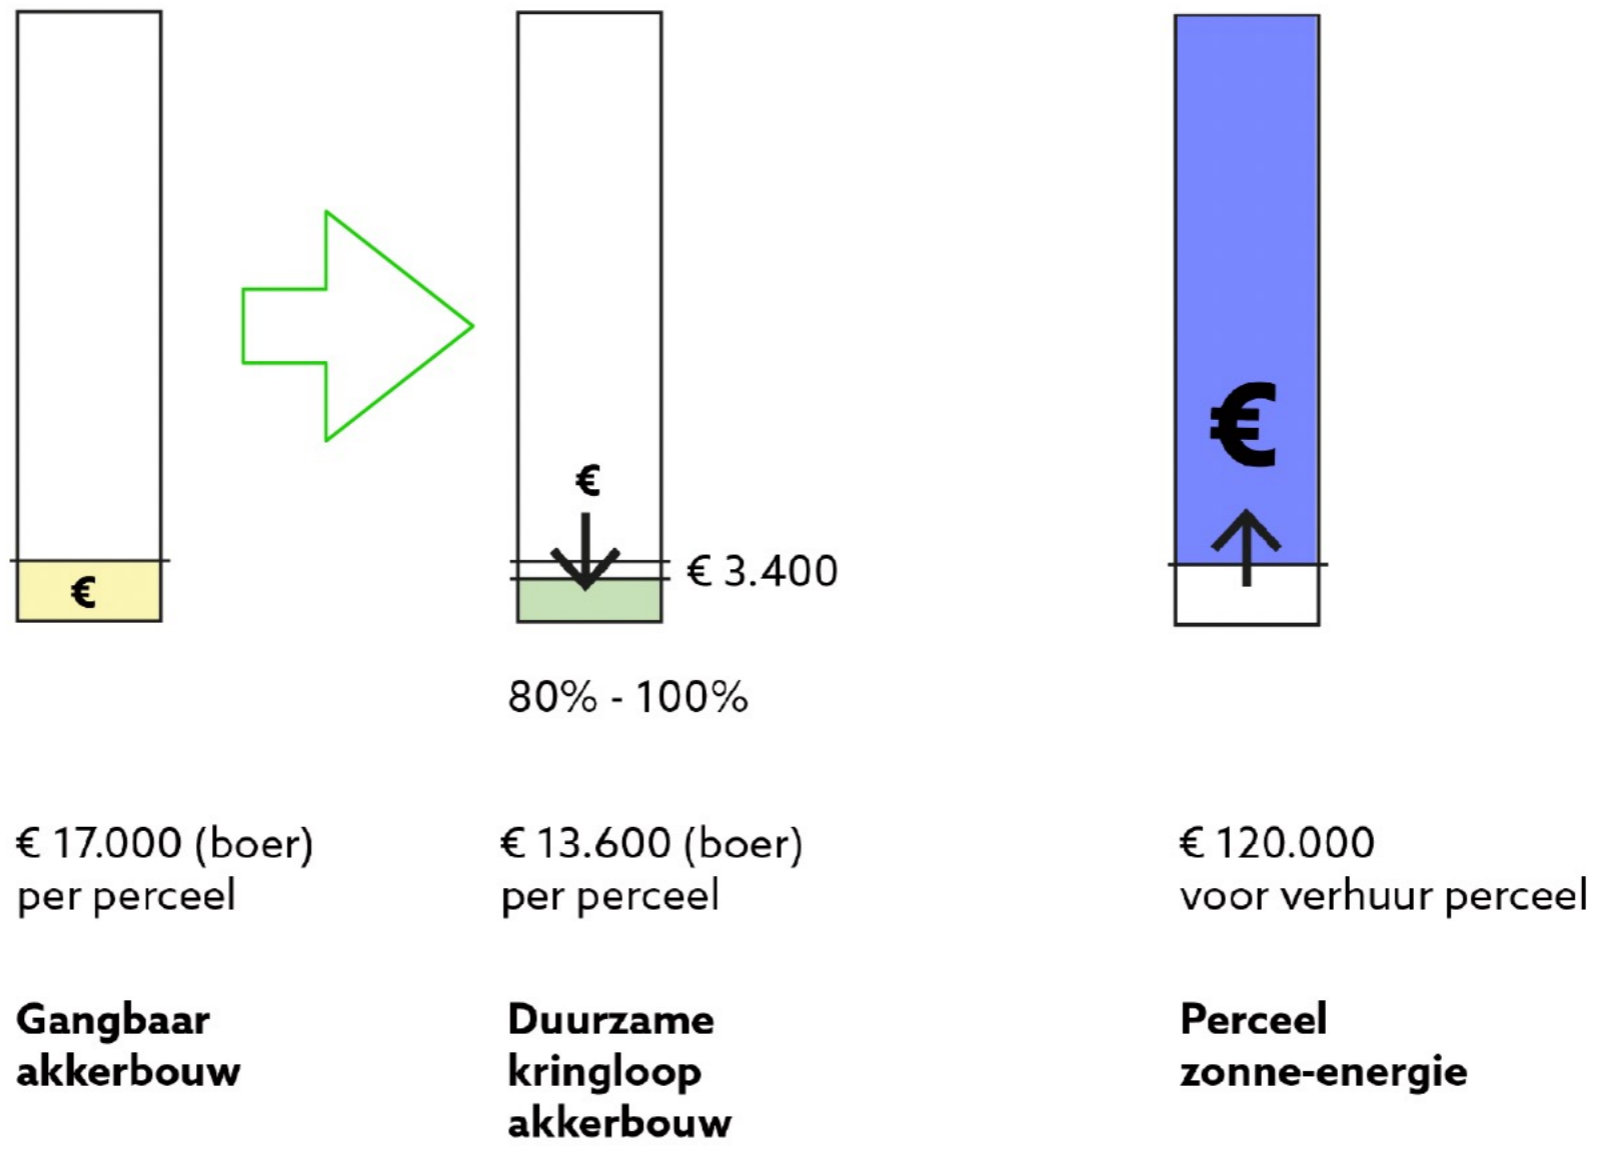 €
€
€
€ 3.400
80% - 100%
€ 17.000 (boer)
per perceel
€ 13.600 (boer)
per perceel
€ 120.000
voor verhuur perceel
Gangbaar
akkerbouw
Duurzame
kringloop
akkerbouw
Perceel
zonne-energie